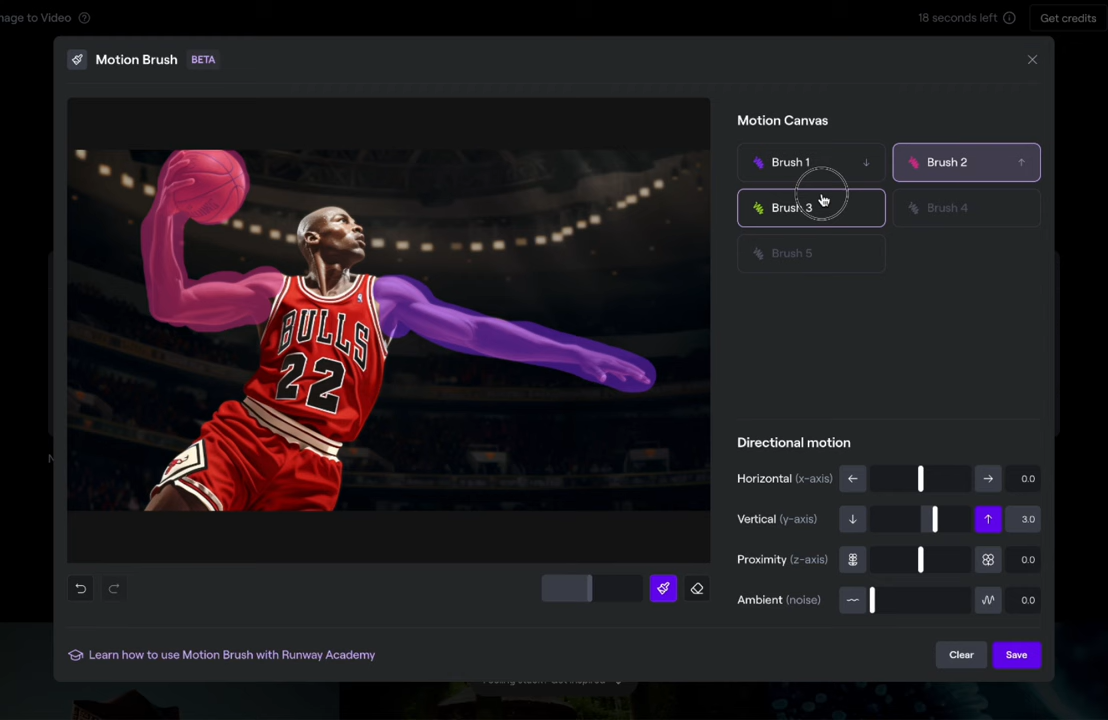 mage to Video
18 seconds left
Get credits
Motion Brush BETA
BULLS
22
Motion Canvas
Brush 1
Brush 2
Brush 3
Brush 4
Brush 5
Directional motion
Horizontal (x-axis) 0.0
Vertical (y-axis) 3.0
Proximity (z-axis) 0.0
Ambient (noise) 0.0
Learn how to use Motion Brush with Runway Academy
Clear
Save